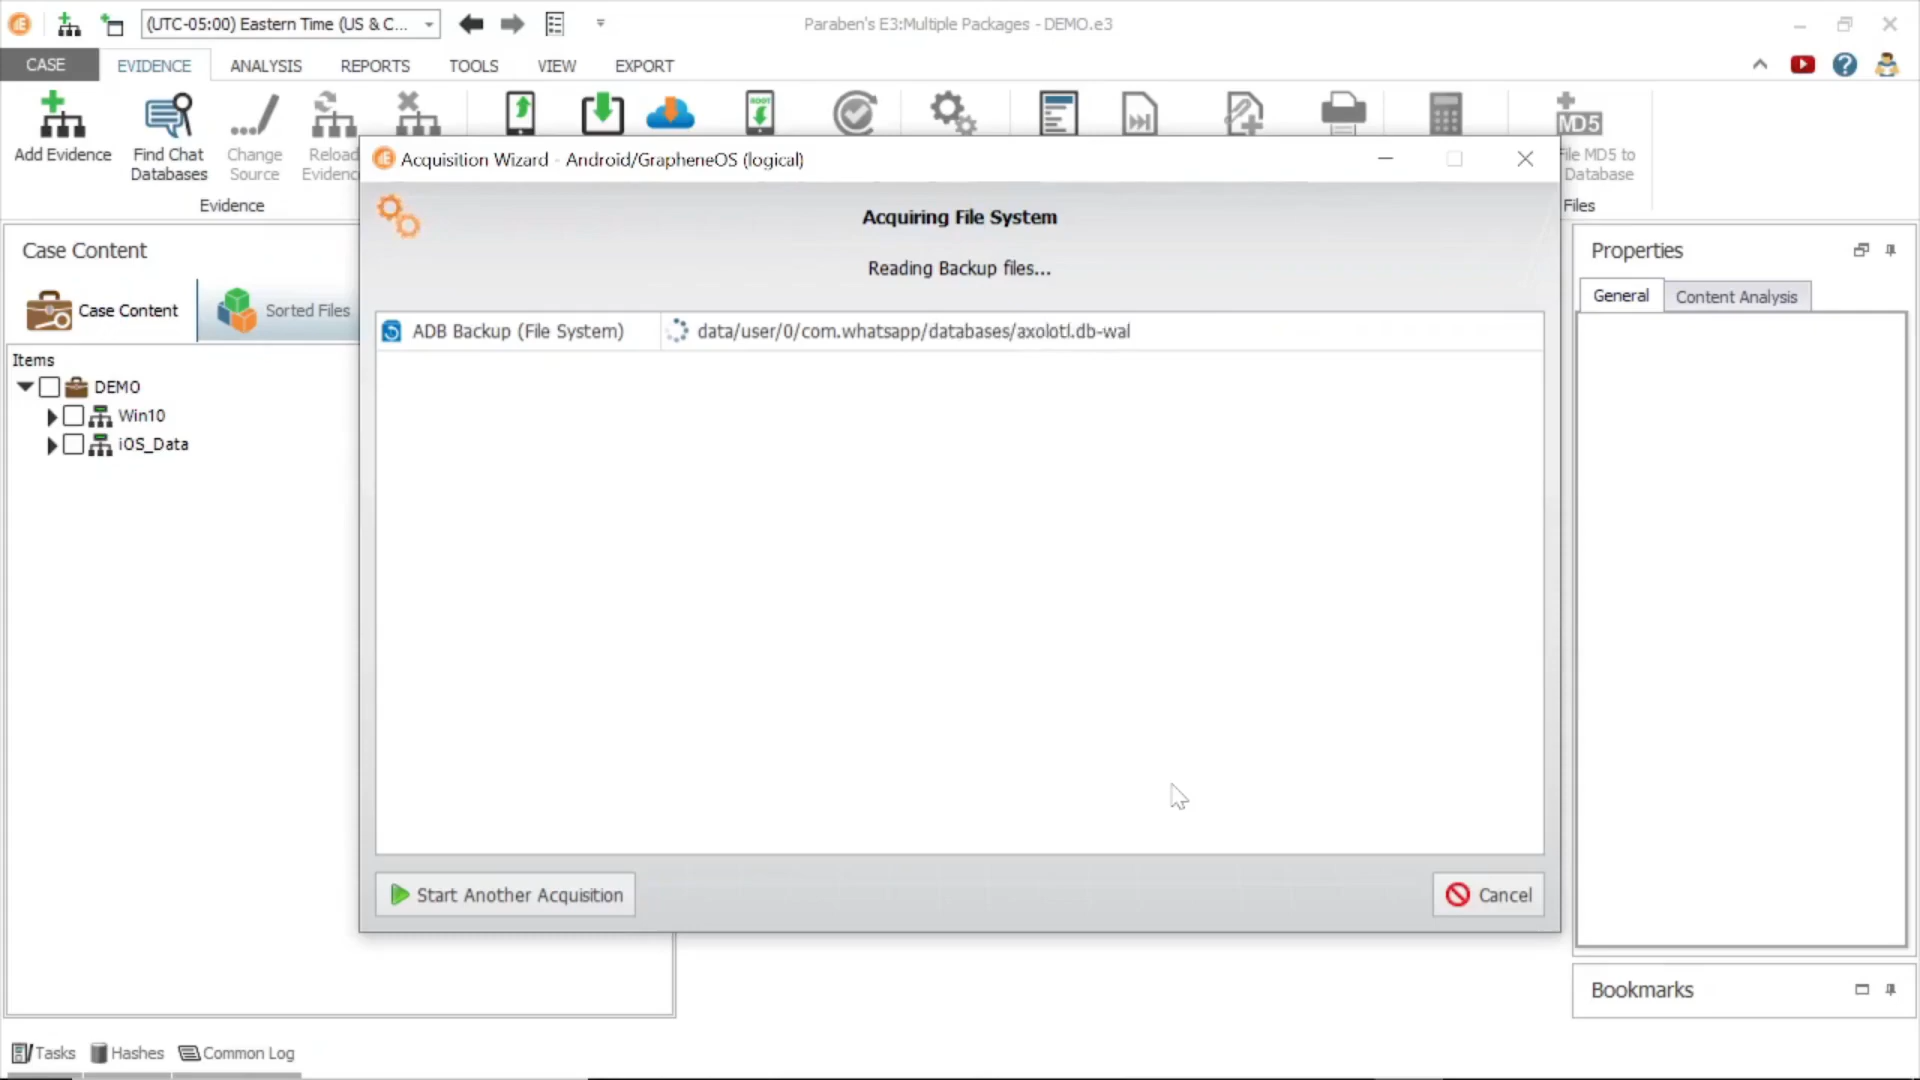 (UTC-05:00) Eastern Time (US & C...
Paraben's E3:Multiple Packages - DEMO.e3
CASE
EVIDENCE
ANALYSIS
REPORTS
TOOLS
VIEW
EXPORT
Add Evidence
Find Chat
Databases
Change
Source
Reload
Evidenc
Evidence
ROOT
MD5
File MD5 to
Database
Files
Acquisition Wizard - Android/GrapheneOS (logical)
Acquiring File System
Reading Backup files...
ADB Backup (File System)
data/user/0/com.whatsapp/databases/axolotl.db-wal
Start Another Acquisition
Cancel
Case Content
Case Content
Sorted Files
Items
DEMO
Win10
iOS_Data
Properties
General
Content Analysis
Bookmarks
Tasks
Hashes
Common Log